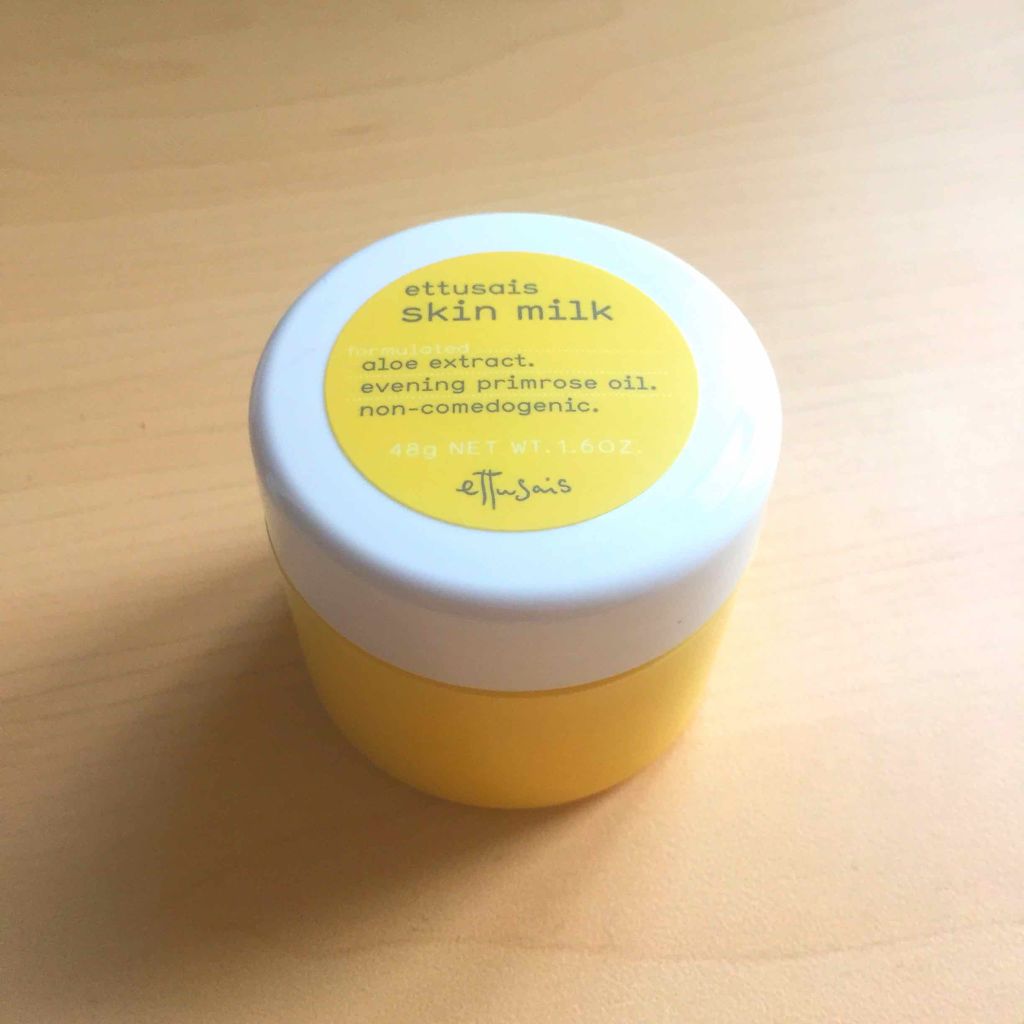 ettusais
skin milk
formulated
aloe extract.
evening primrose oil.
non-comedogenic.
48g NET WT. 1.6OZ.
ettusais